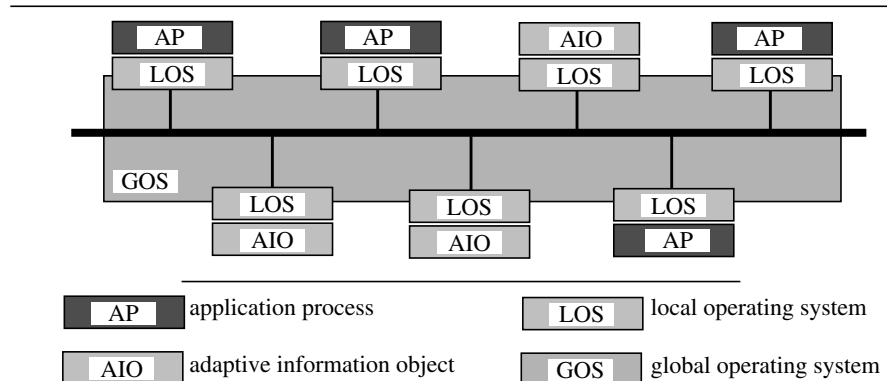 AP AP AIO AP
LOS LOS LOS LOS
GOS
LOS LOS LOS
AIO AIO AP
AP application process
LOS local operating system
AIO adaptive information object
GOS global operating system